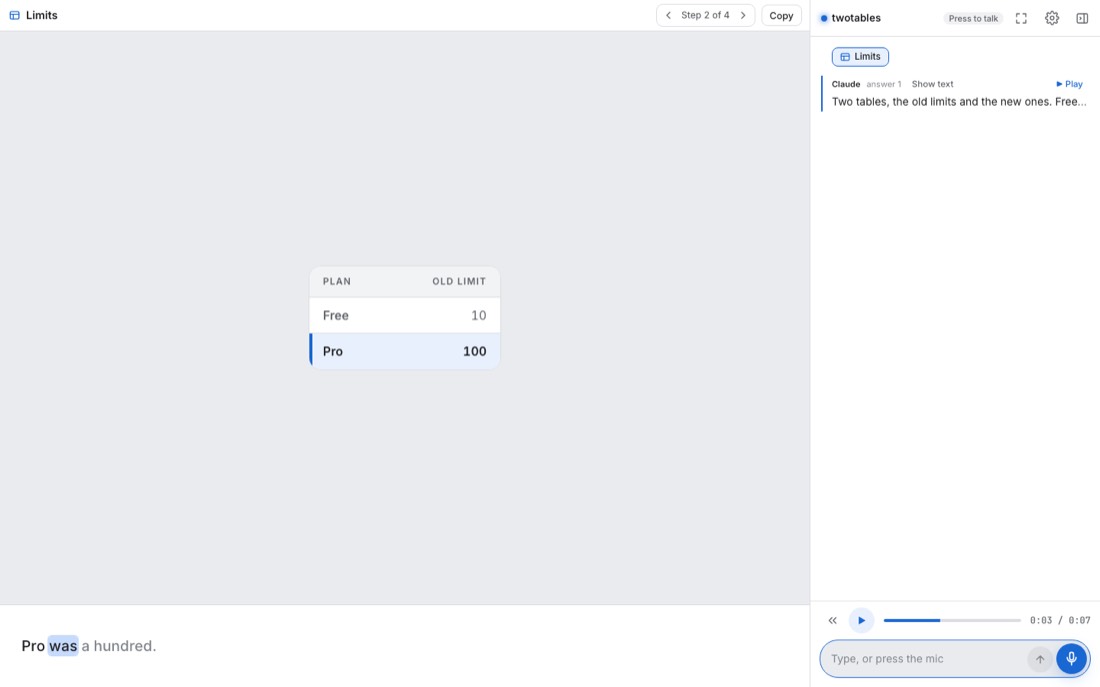 Limits
Step 2 of 4
Copy
PLAN OLD LIMIT
Free 10
Pro 100
Pro was a hundred.
twotables
Press to talk
Limits
Claude answer 1 Show text Play
Two tables, the old limits and the new ones. Free…
0:03 / 0:07
Type, or press the mic